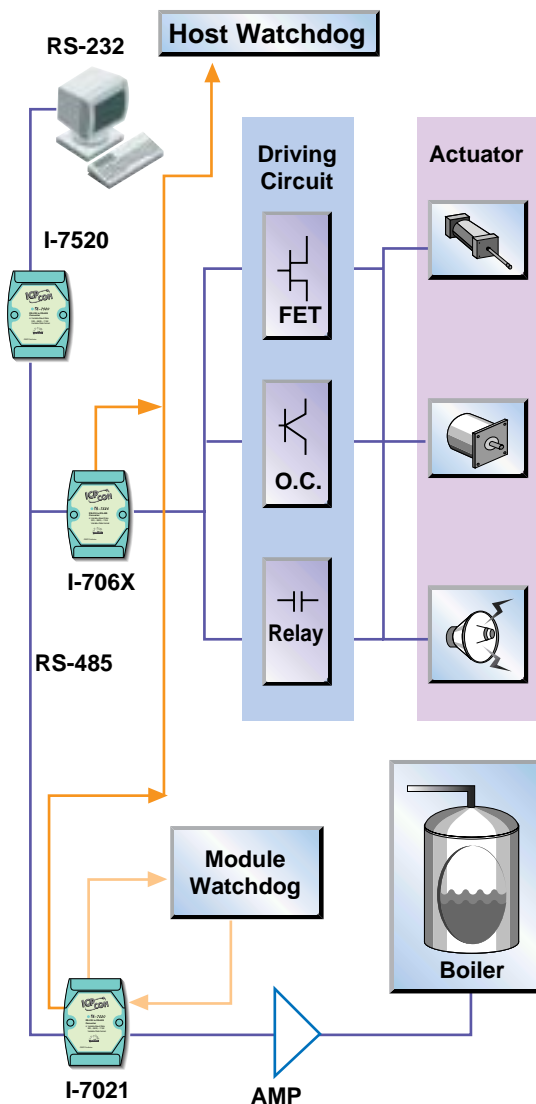 Host Watchdog
RS-232
Driving
Circuit
Actuator
I-7520
FET
O.C.
I-706X
Relay
RS-485
Module
Watchdog
Boiler
I-7021
AMP